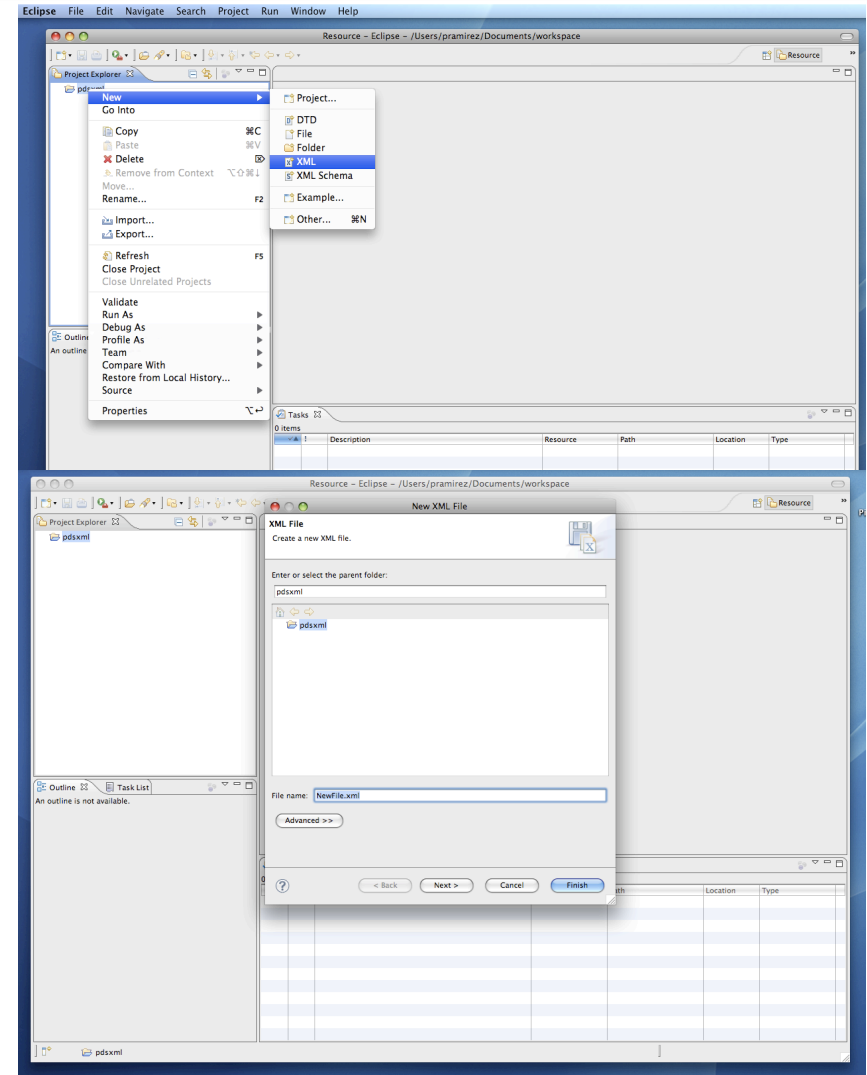 Eclipse File Edit Navigate Search Project Run Window Help
Resource – Eclipse – /Users/pramirez/Documents/workspace
Resource »
Project Explorer
New
Go Into
Copy ⌘C
Paste ⌘V
Delete ⌦
Remove from Context ⌥⇧⌘↓
Move...
Rename... F2
Import...
Export...
Refresh F5
Close Project
Close Unrelated Projects
Validate
Run As
Debug As
Profile As
Team
Compare With
Restore from Local History...
Source
Properties ⌥↩
Project...
DTD
File
Folder
XML
XML Schema
Example...
Other... ⌘N
Outline
An outline
Tasks
0 items
! Description Resource Path Location Type
Resource – Eclipse – /Users/pramirez/Documents/workspace
Resource »
Project Explorer
pdsxml
New XML File
XML File
Create a new XML file.
Enter or select the parent folder:
pdsxml
pdsxml
File name: NewFile.xml
Advanced >>
? < Back Next > Cancel Finish
Outline Task List
An outline is not available.
Location Type
pdsxml